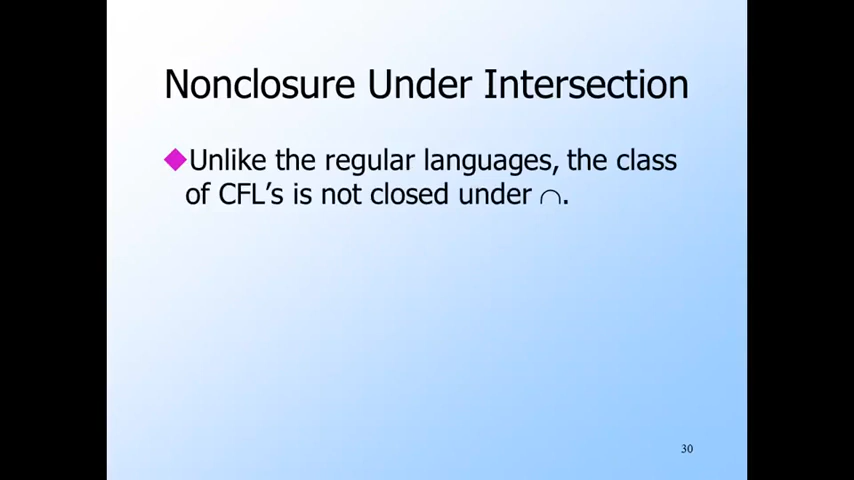 Nonclosure Under Intersection
Unlike the regular languages, the class
of CFL's is not closed under ∩.
30